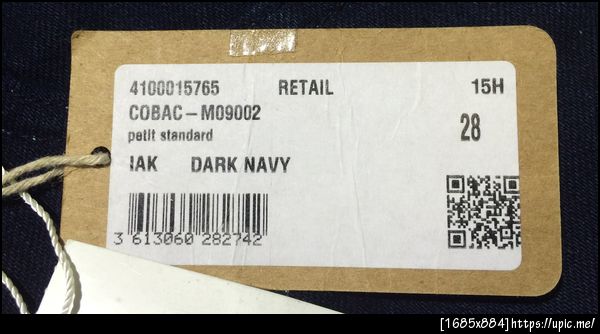 4100015765 RETAIL 15H
COBAC-M09002
28
petit standard
IAK DARK NAVY
3 613060 282742
[1685x884]https://upic.me/